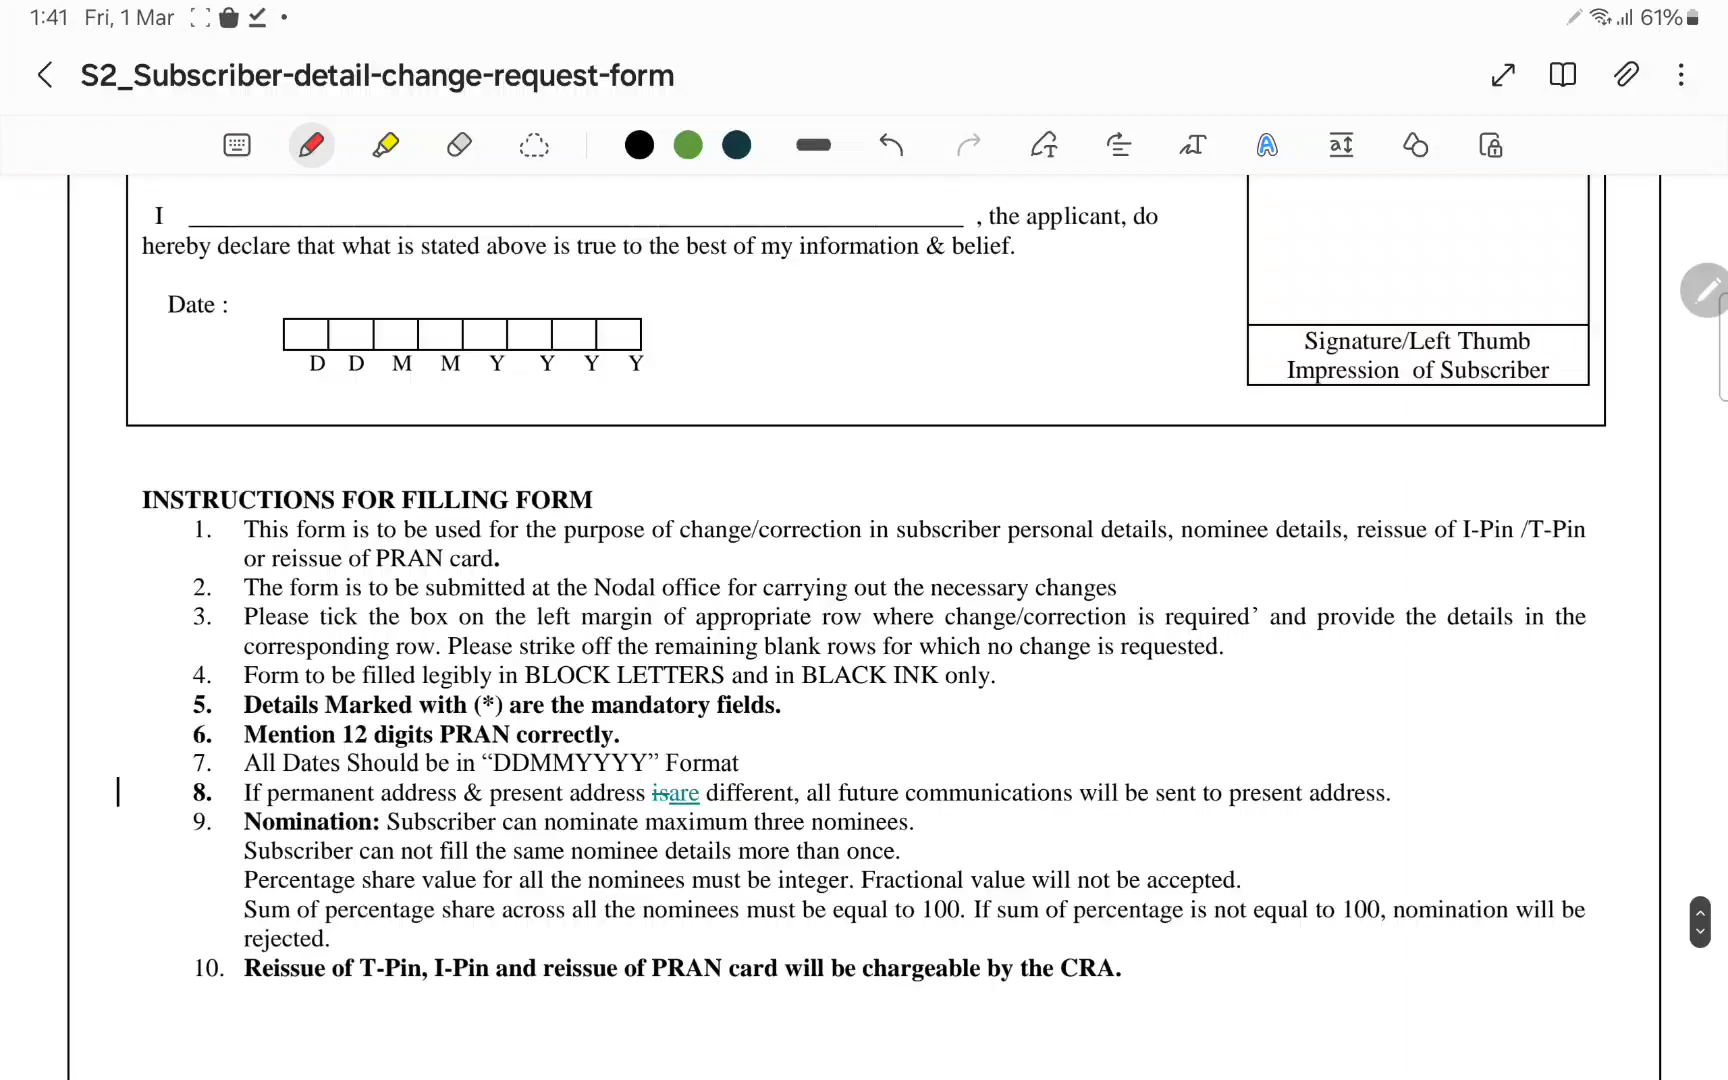 1:41 Fri, 1 Mar
61%
S2_Subscriber-detail-change-request-form
I ______________________________ , the applicant, do
hereby declare that what is stated above is true to the best of my information & belief.
Date :
D D M M Y Y Y Y
Signature/Left Thumb
Impression of Subscriber
INSTRUCTIONS FOR FILLING FORM
1. This form is to be used for the purpose of change/correction in subscriber personal details, nominee details, reissue of I-Pin /T-Pin
or reissue of PRAN card.
2. The form is to be submitted at the Nodal office for carrying out the necessary changes
3. Please tick the box on the left margin of appropriate row where change/correction is required’ and provide the details in the
corresponding row. Please strike off the remaining blank rows for which no change is requested.
4. Form to be filled legibly in BLOCK LETTERS and in BLACK INK only.
5. Details Marked with (*) are the mandatory fields.
6. Mention 12 digits PRAN correctly.
7. All Dates Should be in “DDMMYYYY” Format
8. If permanent address & present address isare different, all future communications will be sent to present address.
9. Nomination: Subscriber can nominate maximum three nominees.
Subscriber can not fill the same nominee details more than once.
Percentage share value for all the nominees must be integer. Fractional value will not be accepted.
Sum of percentage share across all the nominees must be equal to 100. If sum of percentage is not equal to 100, nomination will be
rejected.
10. Reissue of T-Pin, I-Pin and reissue of PRAN card will be chargeable by the CRA.